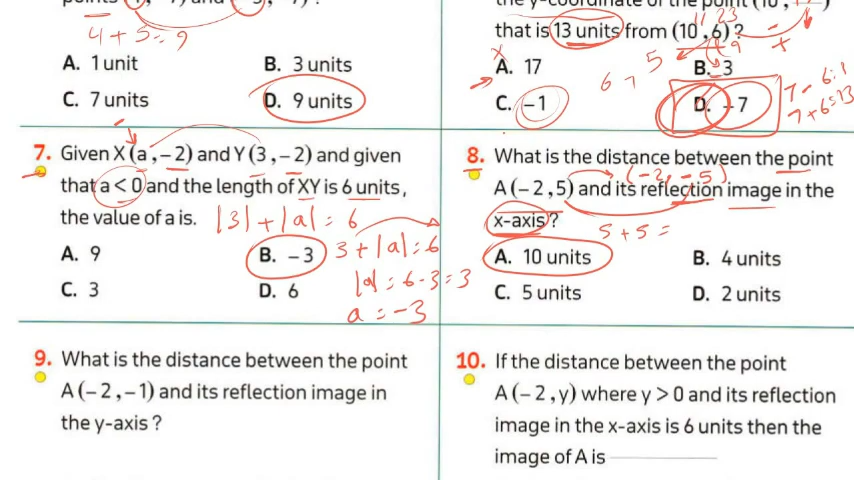 4 + 5 = 9
A. 1 unit B. 3 units
C. 7 units D. 9 units
that is 13 units from (10 , 6) ?
A. 17 B. 3
C. -1 D. -7
7. Given X (a , -2) and Y (3 , -2) and given
that a < 0 and the length of XY is 6 units ,
the value of a is.
|3| + |a| = 6
A. 9 B. -3
C. 3 D. 6
3 + |a| = 6
|a| = 6 - 3 = 3
a = -3
8. What is the distance between the point
(-2, -5)
A (-2 , 5) and its reflection image in the
x-axis ?
5 + 5 =
A. 10 units B. 4 units
C. 5 units D. 2 units
9. What is the distance between the point
A (-2 , -1) and its reflection image in
the y-axis ?
10. If the distance between the point
A (-2 , y) where y > 0 and its reflection
image in the x-axis is 6 units then the
image of A is